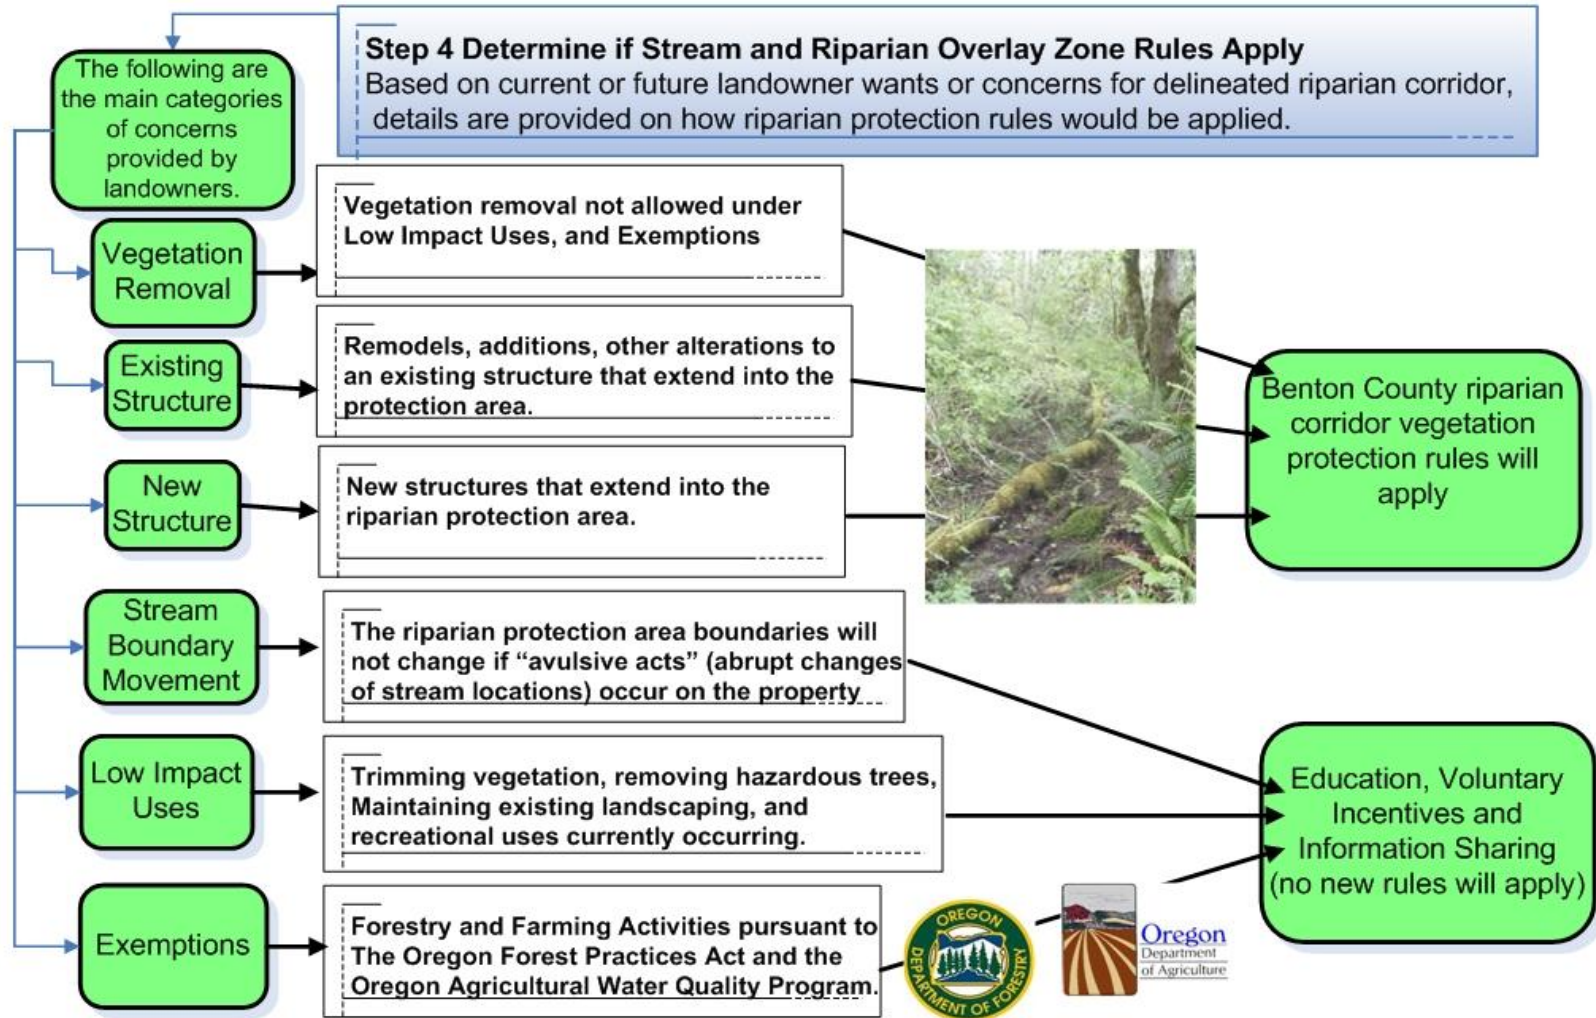 Step 4 Determine if Stream and Riparian Overlay Zone Rules Apply
Based on current or future landowner wants or concerns for delineated riparian corridor,
details are provided on how riparian protection rules would be applied.
The following are
the main categories
of concerns
provided by
landowners.
Vegetation
Removal
Vegetation removal not allowed under
Low Impact Uses, and Exemptions
Existing
Structure
Remodels, additions, other alterations to
an existing structure that extend into the
protection area.
New
Structure
New structures that extend into the
riparian protection area.
Benton County riparian
corridor vegetation
protection rules will
apply
Stream
Boundary
Movement
The riparian protection area boundaries will
not change if “avulsive acts” (abrupt changes
of stream locations) occur on the property
Low Impact
Uses
Trimming vegetation, removing hazardous trees,
Maintaining existing landscaping, and
recreational uses currently occurring.
Exemptions
Forestry and Farming Activities pursuant to
The Oregon Forest Practices Act and the
Oregon Agricultural Water Quality Program.
OREGON
DEPARTMENT OF FORESTRY
Oregon
Department
of Agriculture
Education, Voluntary
Incentives and
Information Sharing
(no new rules will apply)